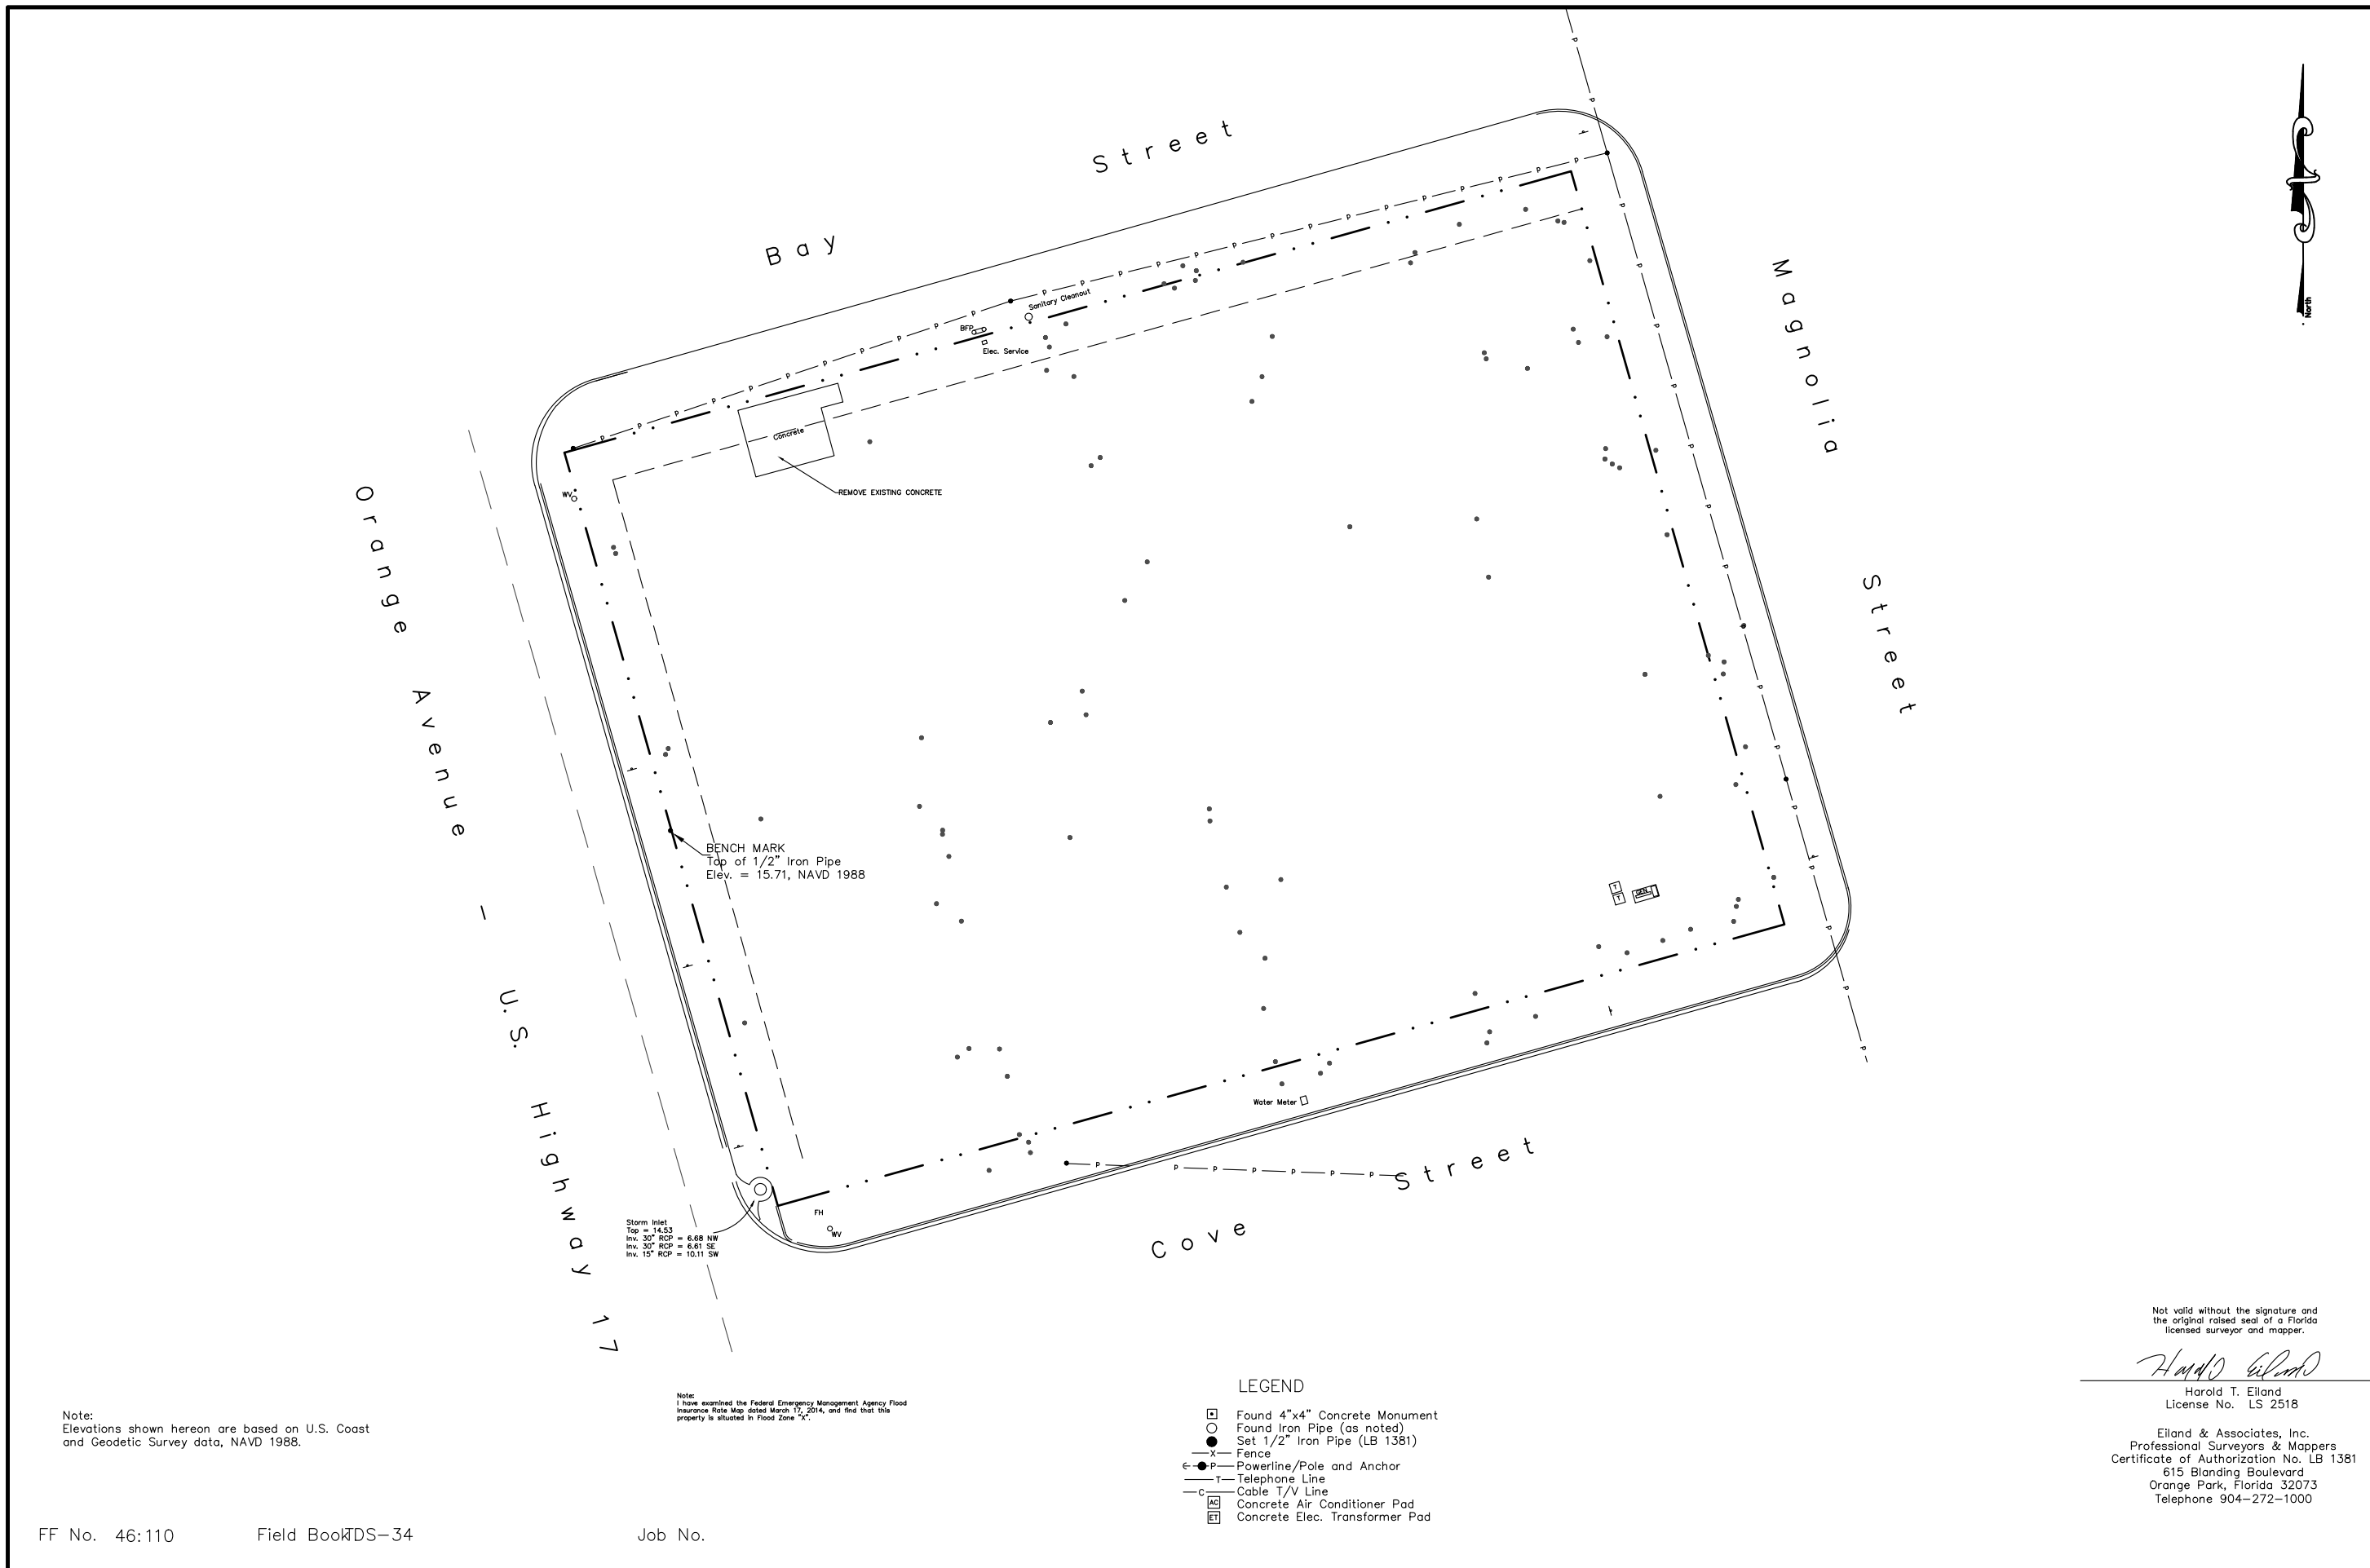 Bay Street
Magnolia Street
Orange Avenue – U.S. Highway 17
Cove Street
North
Sanitary Cleanout
BFP
Elec. Service
Concrete
REMOVE EXISTING CONCRETE
WV
BENCH MARK
Top of 1/2" Iron Pipe
Elev. = 15.71, NAVD 1988
T
T
GEN.
Water Meter
FH
WV
Storm Inlet
Top = 14.53
Inv. 30" RCP = 6.68 NW
Inv. 30" RCP = 6.61 SE
Inv. 15" RCP = 10.11 SW
Note:
I have examined the Federal Emergency Management Agency Flood
Insurance Rate Map dated March 17, 2014, and find that this
property is situated in Flood Zone "X".
Note:
Elevations shown hereon are based on U.S. Coast
and Geodetic Survey data, NAVD 1988.
LEGEND
Found 4"x4" Concrete Monument
Found Iron Pipe (as noted)
Set 1/2" Iron Pipe (LB 1381)
X Fence
P Powerline/Pole and Anchor
T Telephone Line
C Cable T/V Line
AC Concrete Air Conditioner Pad
ET Concrete Elec. Transformer Pad
Not valid without the signature and
the original raised seal of a Florida
licensed surveyor and mapper.
Harold Eiland
Harold T. Eiland
License No. LS 2518
Eiland & Associates, Inc.
Professional Surveyors & Mappers
Certificate of Authorization No. LB 1381
615 Blanding Boulevard
Orange Park, Florida 32073
Telephone 904-272-1000
FF No. 46:110 Field Book TDS-34 Job No.